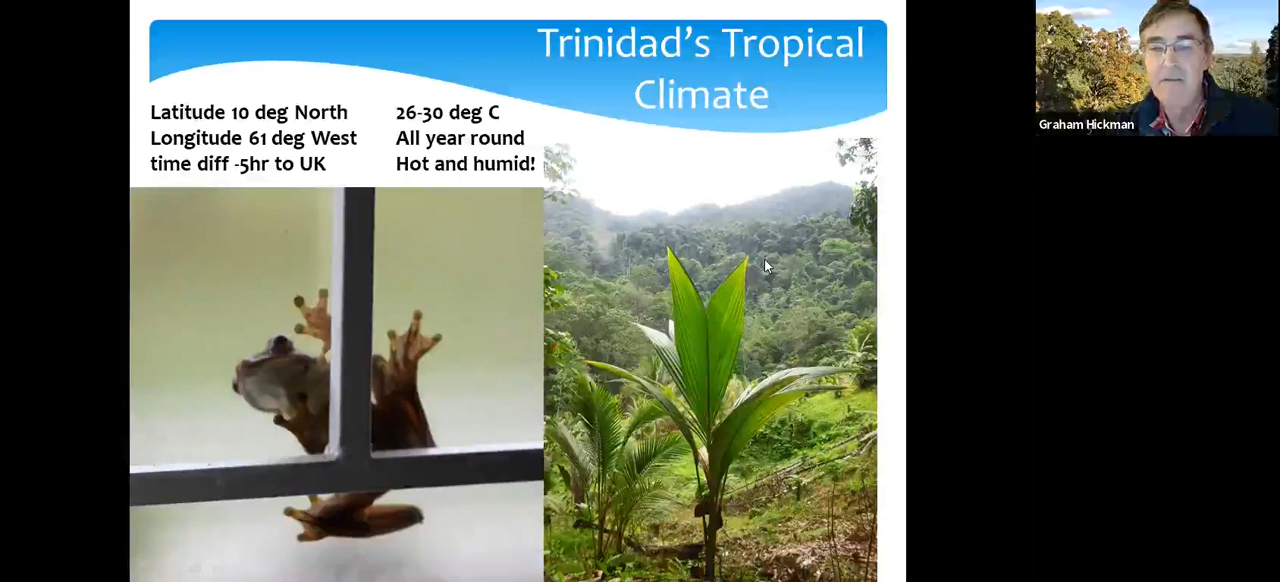 Trinidad's Tropical
Climate
Latitude 10 deg North
Longitude 61 deg West
time diff -5hr to UK
26-30 deg C
All year round
Hot and humid!
Graham Hickman